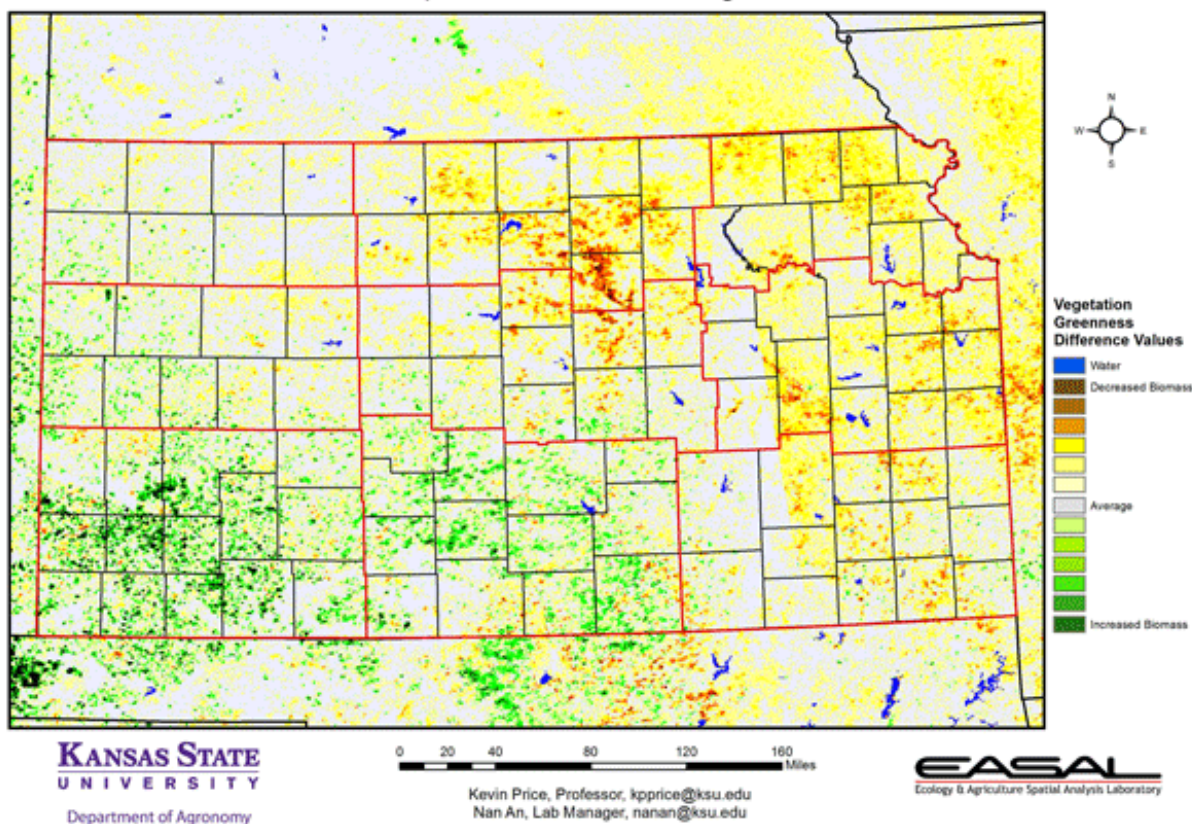 N
W
E
S
Vegetation
Greenness
Difference Values
Water
Decreased Biomass
Average
Increased Biomass
KANSAS STATE
UNIVERSITY
Department of Agronomy
0 20 40 80 120 160
Miles
Kevin Price, Professor, kpprice@ksu.edu
Nan An, Lab Manager, nanan@ksu.edu
EASAL
Ecology & Agriculture Spatial Analysis Laboratory